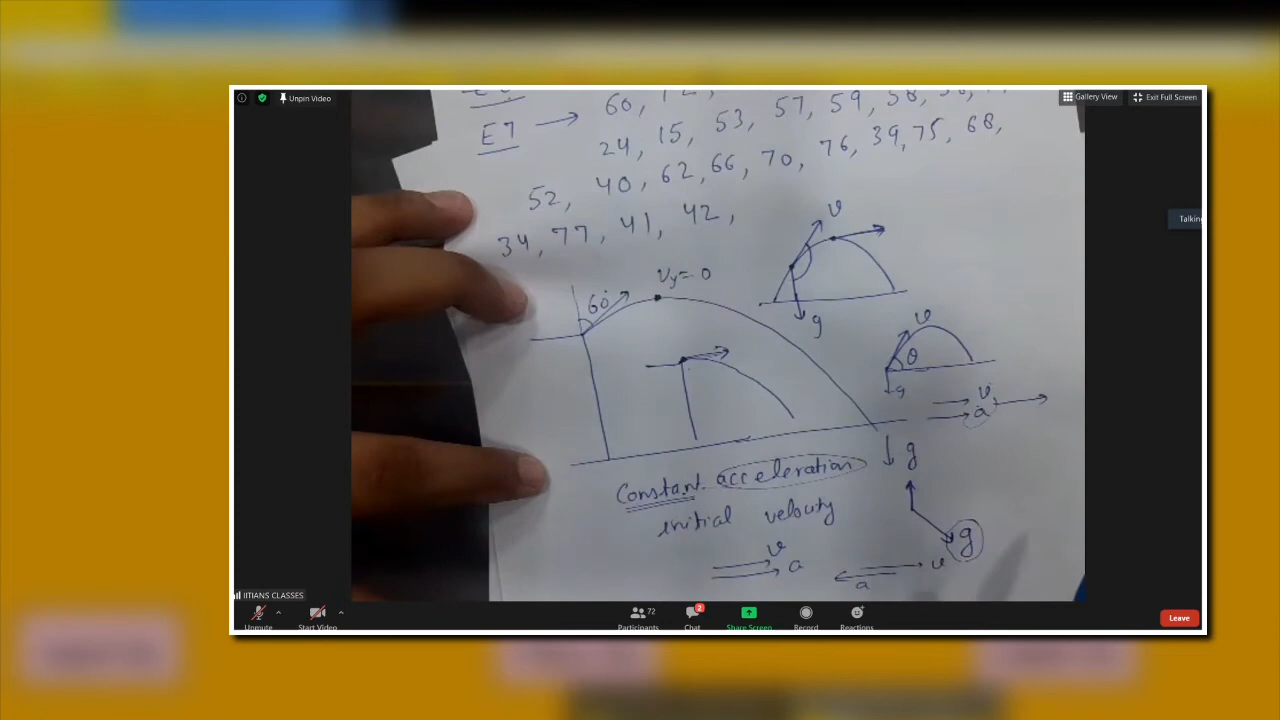 Unpin Video
Gallery View
Exit Full Screen
60, 72,
E7 → 24, 15, 53, 57, 59, 58,
52, 40, 62, 66, 70, 76, 39, 75, 68,
34, 77, 41, 42,
v
g
60°
vy=0
v
θ
g
v
a
g
Constant acceleration
initial velocity
g
v
a
v
a
Talking
IITIANS CLASSES
Unmute
Start Video
72
Participants
2
Chat
Share Screen
Record
Reactions
Leave